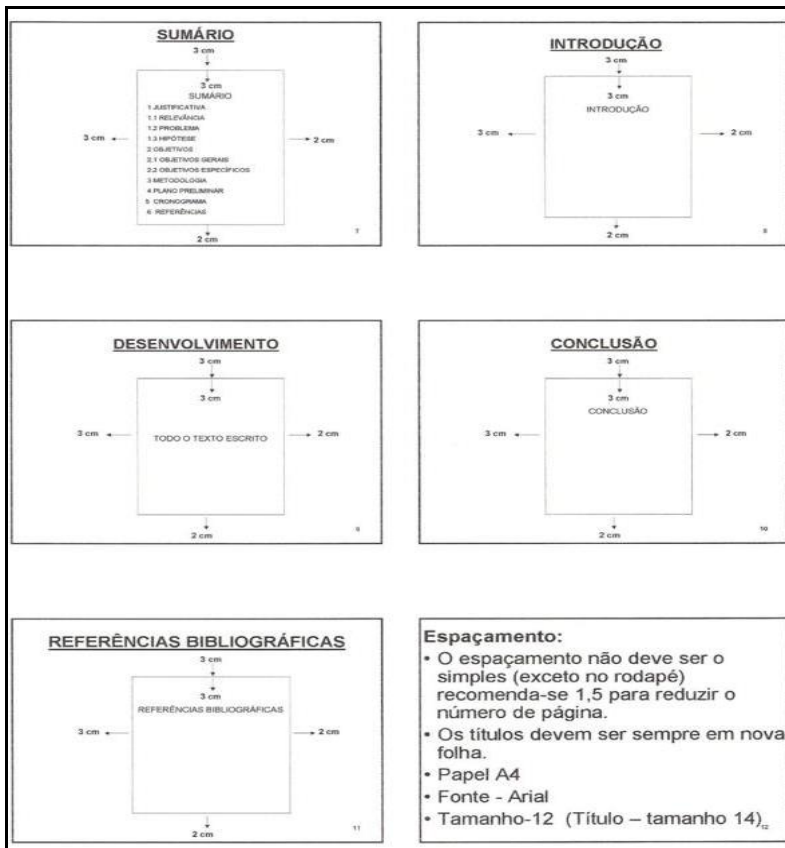 SUMÁRIO
3 cm
3 cm
SUMÁRIO
1 JUSTIFICATIVA
1.1 RELEVÂNCIA
1.2 PROBLEMA
1.3 HIPÓTESE
2 OBJETIVOS
2.1 OBJETIVOS GERAIS
2.2 OBJETIVOS ESPECÍFICOS
3 METODOLOGIA
4 PLANO PRELIMINAR
5 CRONOGRAMA
6 REFERÊNCIAS
3 cm
2 cm
2 cm
7
INTRODUÇÃO
3 cm
3 cm
INTRODUÇÃO
3 cm
2 cm
2 cm
8
DESENVOLVIMENTO
3 cm
3 cm
3 cm
TODO O TEXTO ESCRITO
2 cm
2 cm
9
CONCLUSÃO
3 cm
3 cm
CONCLUSÃO
3 cm
2 cm
2 cm
10
REFERÊNCIAS BIBLIOGRÁFICAS
3 cm
3 cm
REFERÊNCIAS BIBLIOGRÁFICAS
3 cm
2 cm
2 cm
11
Espaçamento:
• O espaçamento não deve ser o
simples (exceto no rodapé)
recomenda-se 1,5 para reduzir o
número de página.
• Os títulos devem ser sempre em nova
folha.
• Papel A4
• Fonte - Arial
• Tamanho-12 (Título – tamanho 14)
12